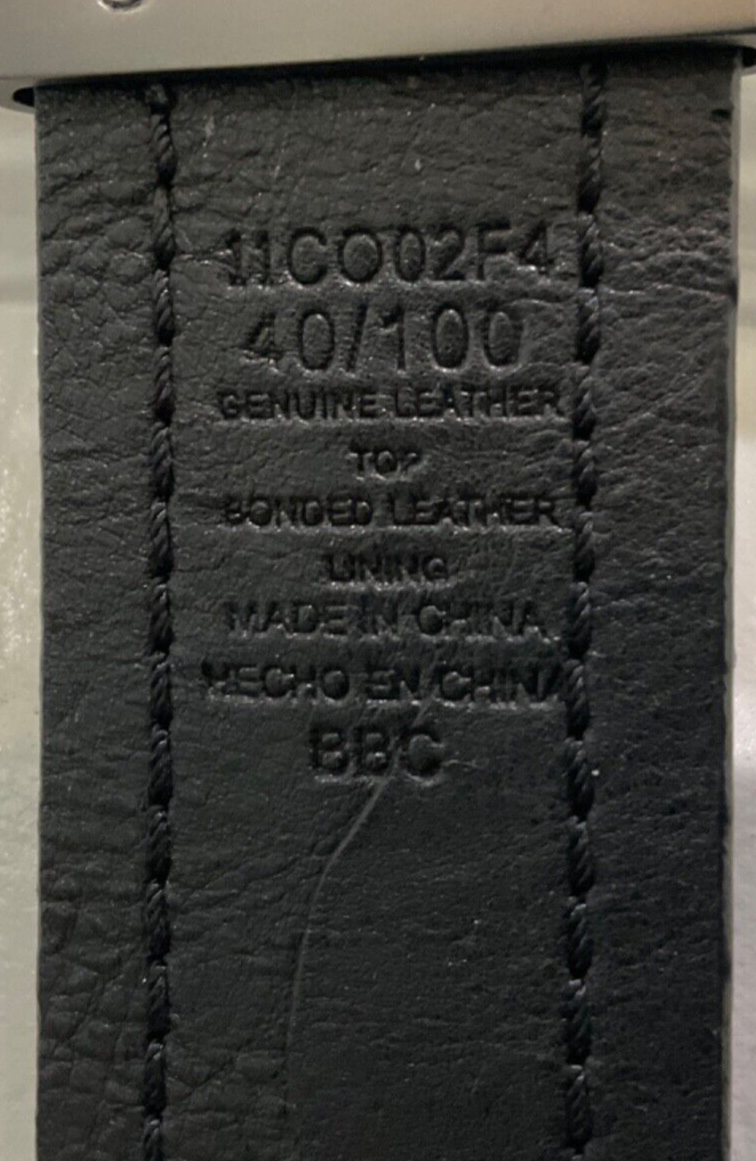 11CO02F4
40/100
GENUINE LEATHER
TOP
BONDED LEATHER
LINING
MADE IN CHINA
HECHO EN CHINA
BBC